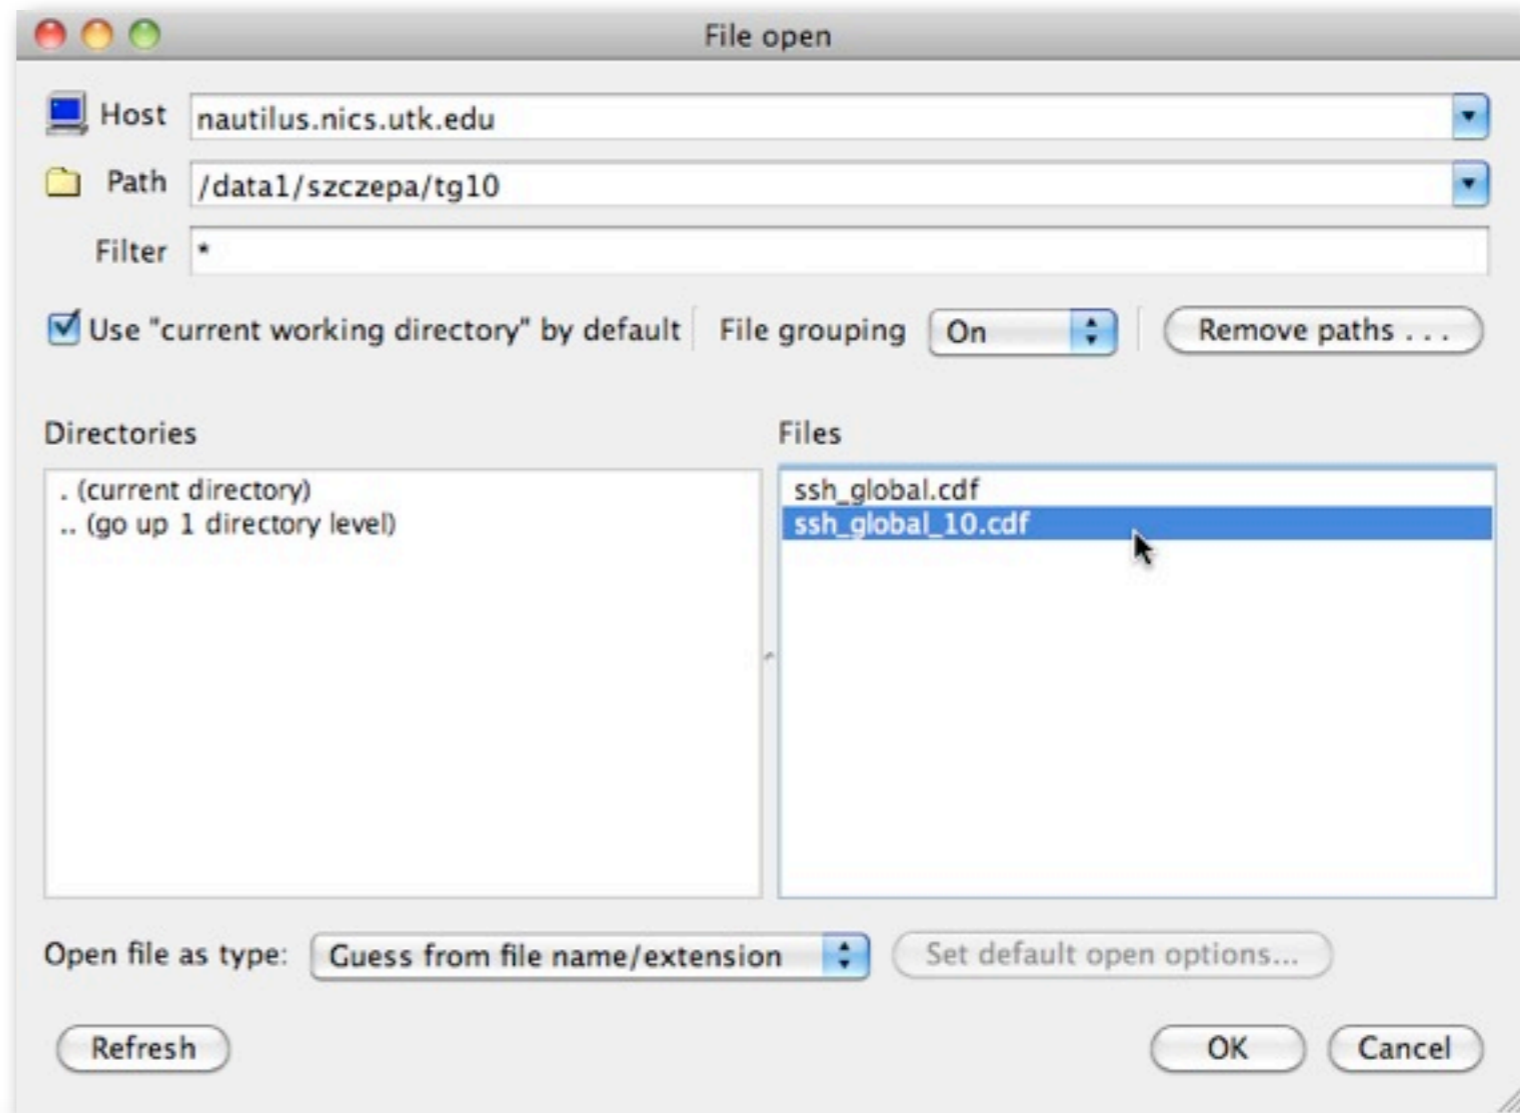 File open
Host nautilus.nics.utk.edu
Path /data1/szczepa/tg10
Filter *
Use "current working directory" by default File grouping On Remove paths . . .
Directories
. (current directory)
.. (go up 1 directory level)
Files
ssh_global.cdf
ssh_global_10.cdf
Open file as type: Guess from file name/extension Set default open options...
Refresh OK Cancel